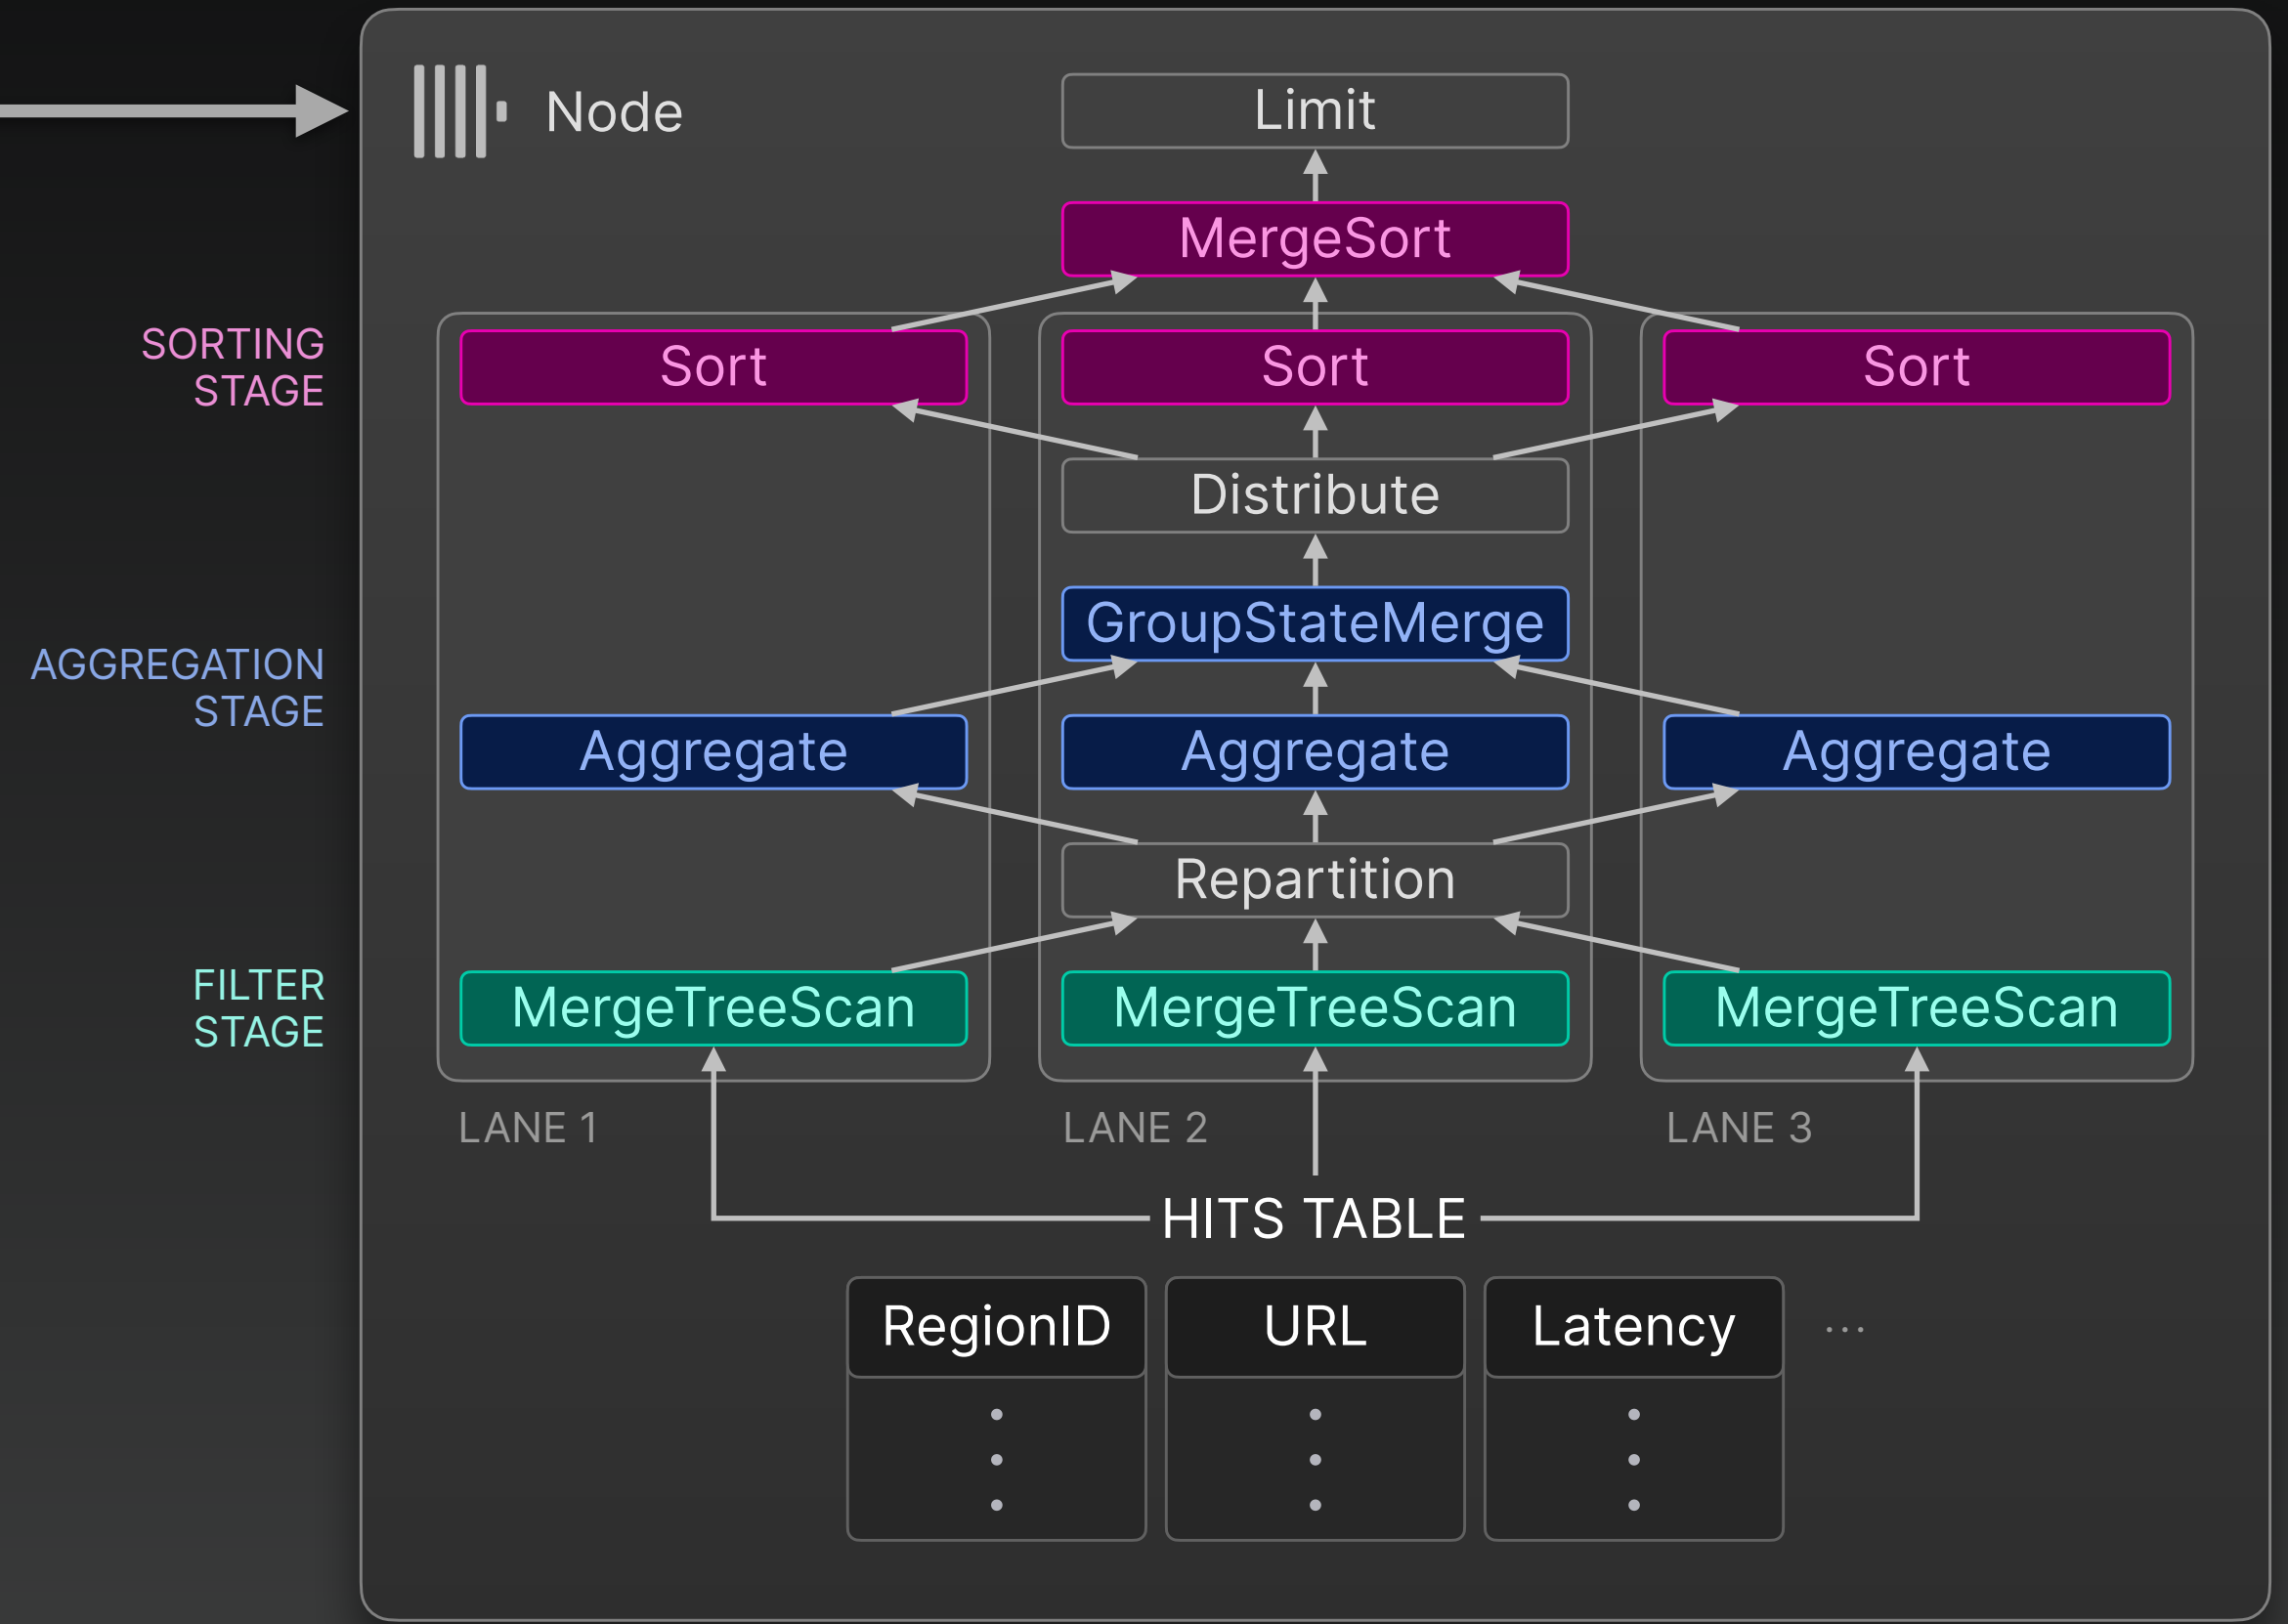 Node
Limit
MergeSort
SORTING
STAGE
Sort
Sort
Sort
Distribute
GroupStateMerge
AGGREGATION
STAGE
Aggregate
Aggregate
Aggregate
Repartition
FILTER
STAGE
MergeTreeScan
MergeTreeScan
MergeTreeScan
LANE 1
LANE 2
LANE 3
HITS TABLE
RegionID
URL
Latency
...